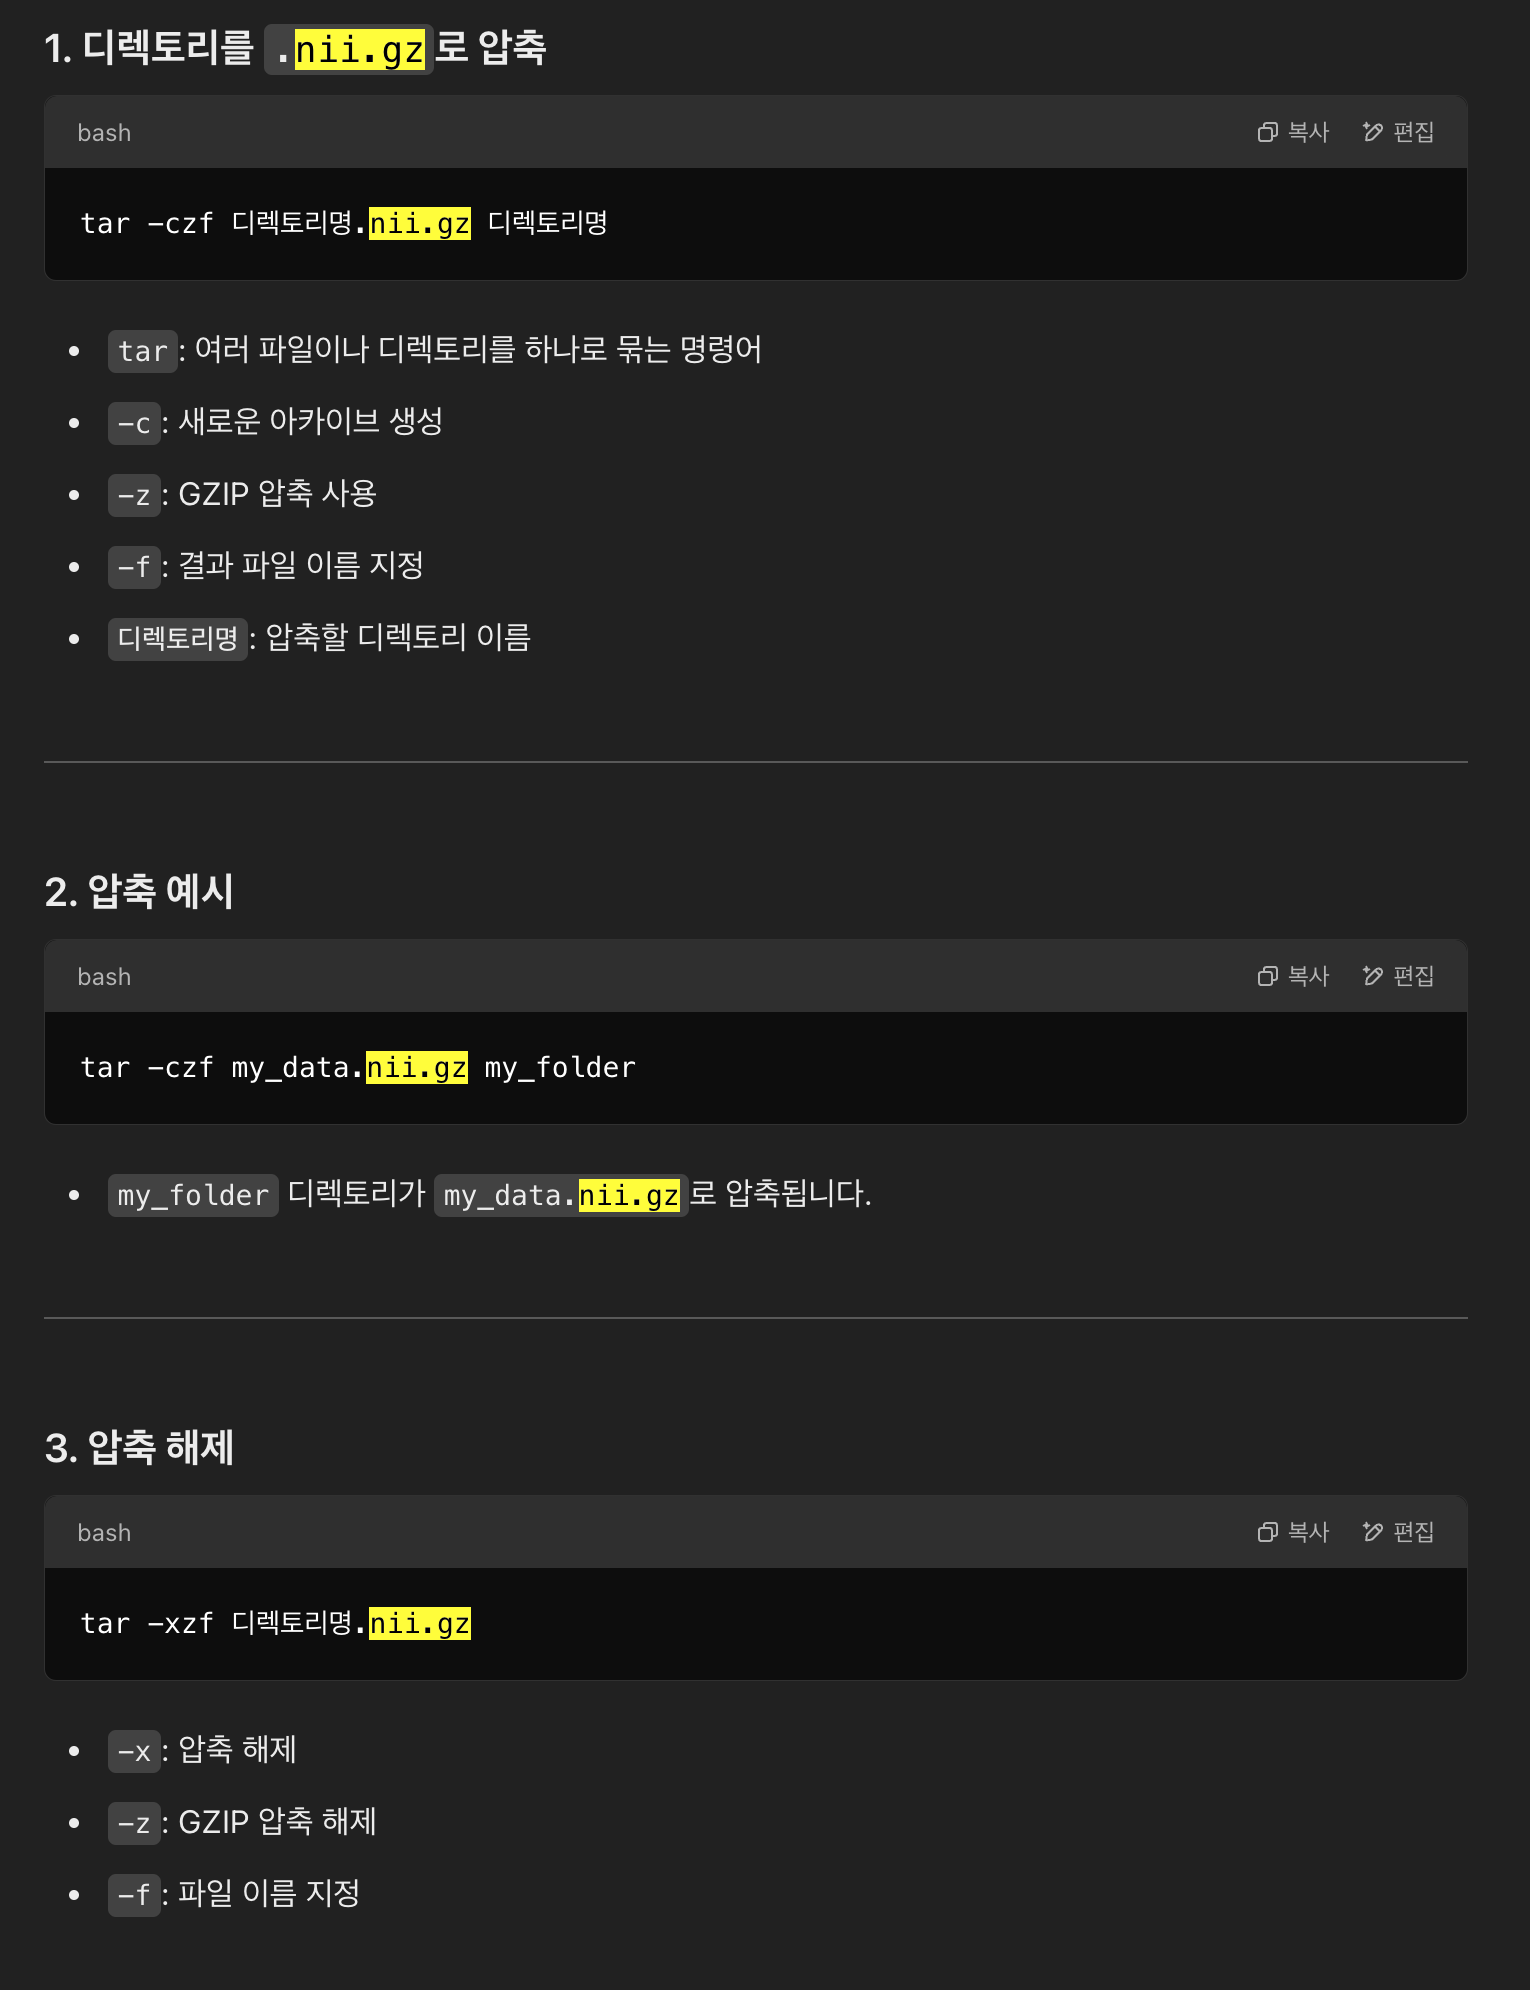 1. 디렉토리를 .nii.gz로 압축
bash
복사
편집
tar -czf 디렉토리명.nii.gz 디렉토리명
tar: 여러 파일이나 디렉토리를 하나로 묶는 명령어
-c: 새로운 아카이브 생성
-z: GZIP 압축 사용
-f: 결과 파일 이름 지정
디렉토리명: 압축할 디렉토리 이름
2. 압축 예시
bash
복사
편집
tar -czf my_data.nii.gz my_folder
my_folder 디렉토리가 my_data.nii.gz로 압축됩니다.
3. 압축 해제
bash
복사
편집
tar -xzf 디렉토리명.nii.gz
-x: 압축 해제
-z: GZIP 압축 해제
-f: 파일 이름 지정